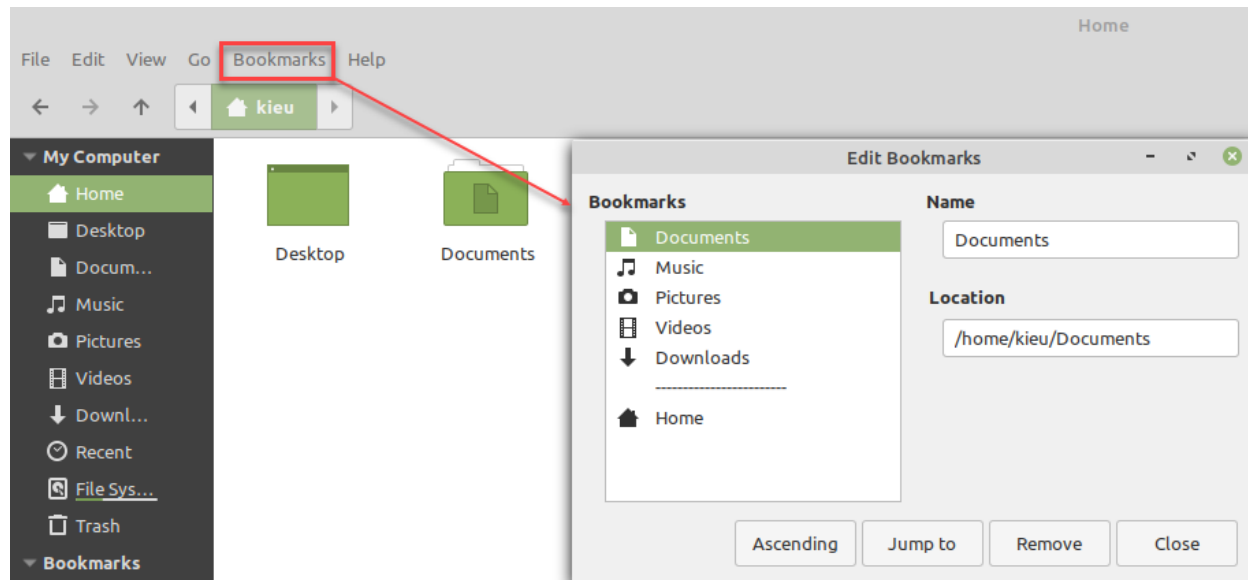 Home
File Edit View Go Bookmarks Help
kieu
My Computer
Home
Desktop
Docum...
Music
Pictures
Videos
Downl...
Recent
File Sys...
Trash
Bookmarks
Desktop
Documents
Edit Bookmarks
Bookmarks
Documents
Music
Pictures
Videos
Downloads
------------------------
Home
Name
Documents
Location
/home/kieu/Documents
Ascending Jump to Remove Close